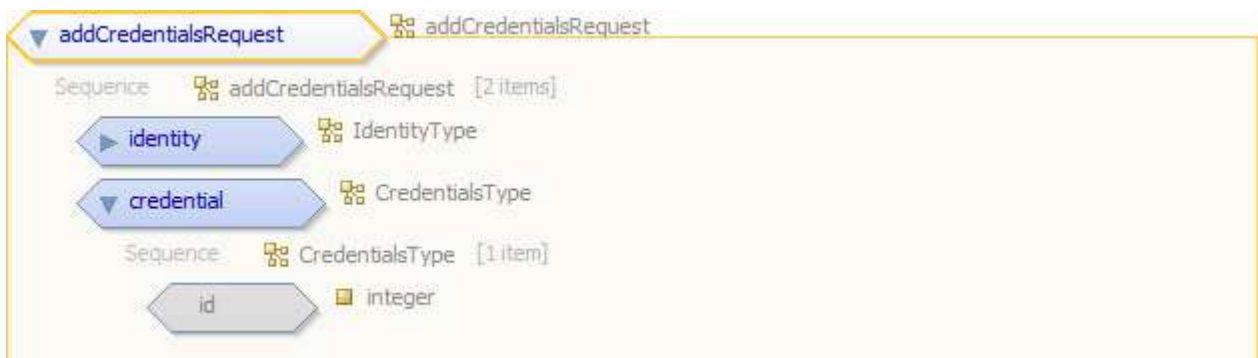 addCredentialsRequest addCredentialsRequest
Sequence addCredentialsRequest [2 items]
identity IdentityType
credential CredentialsType
Sequence CredentialsType [1 item]
id integer